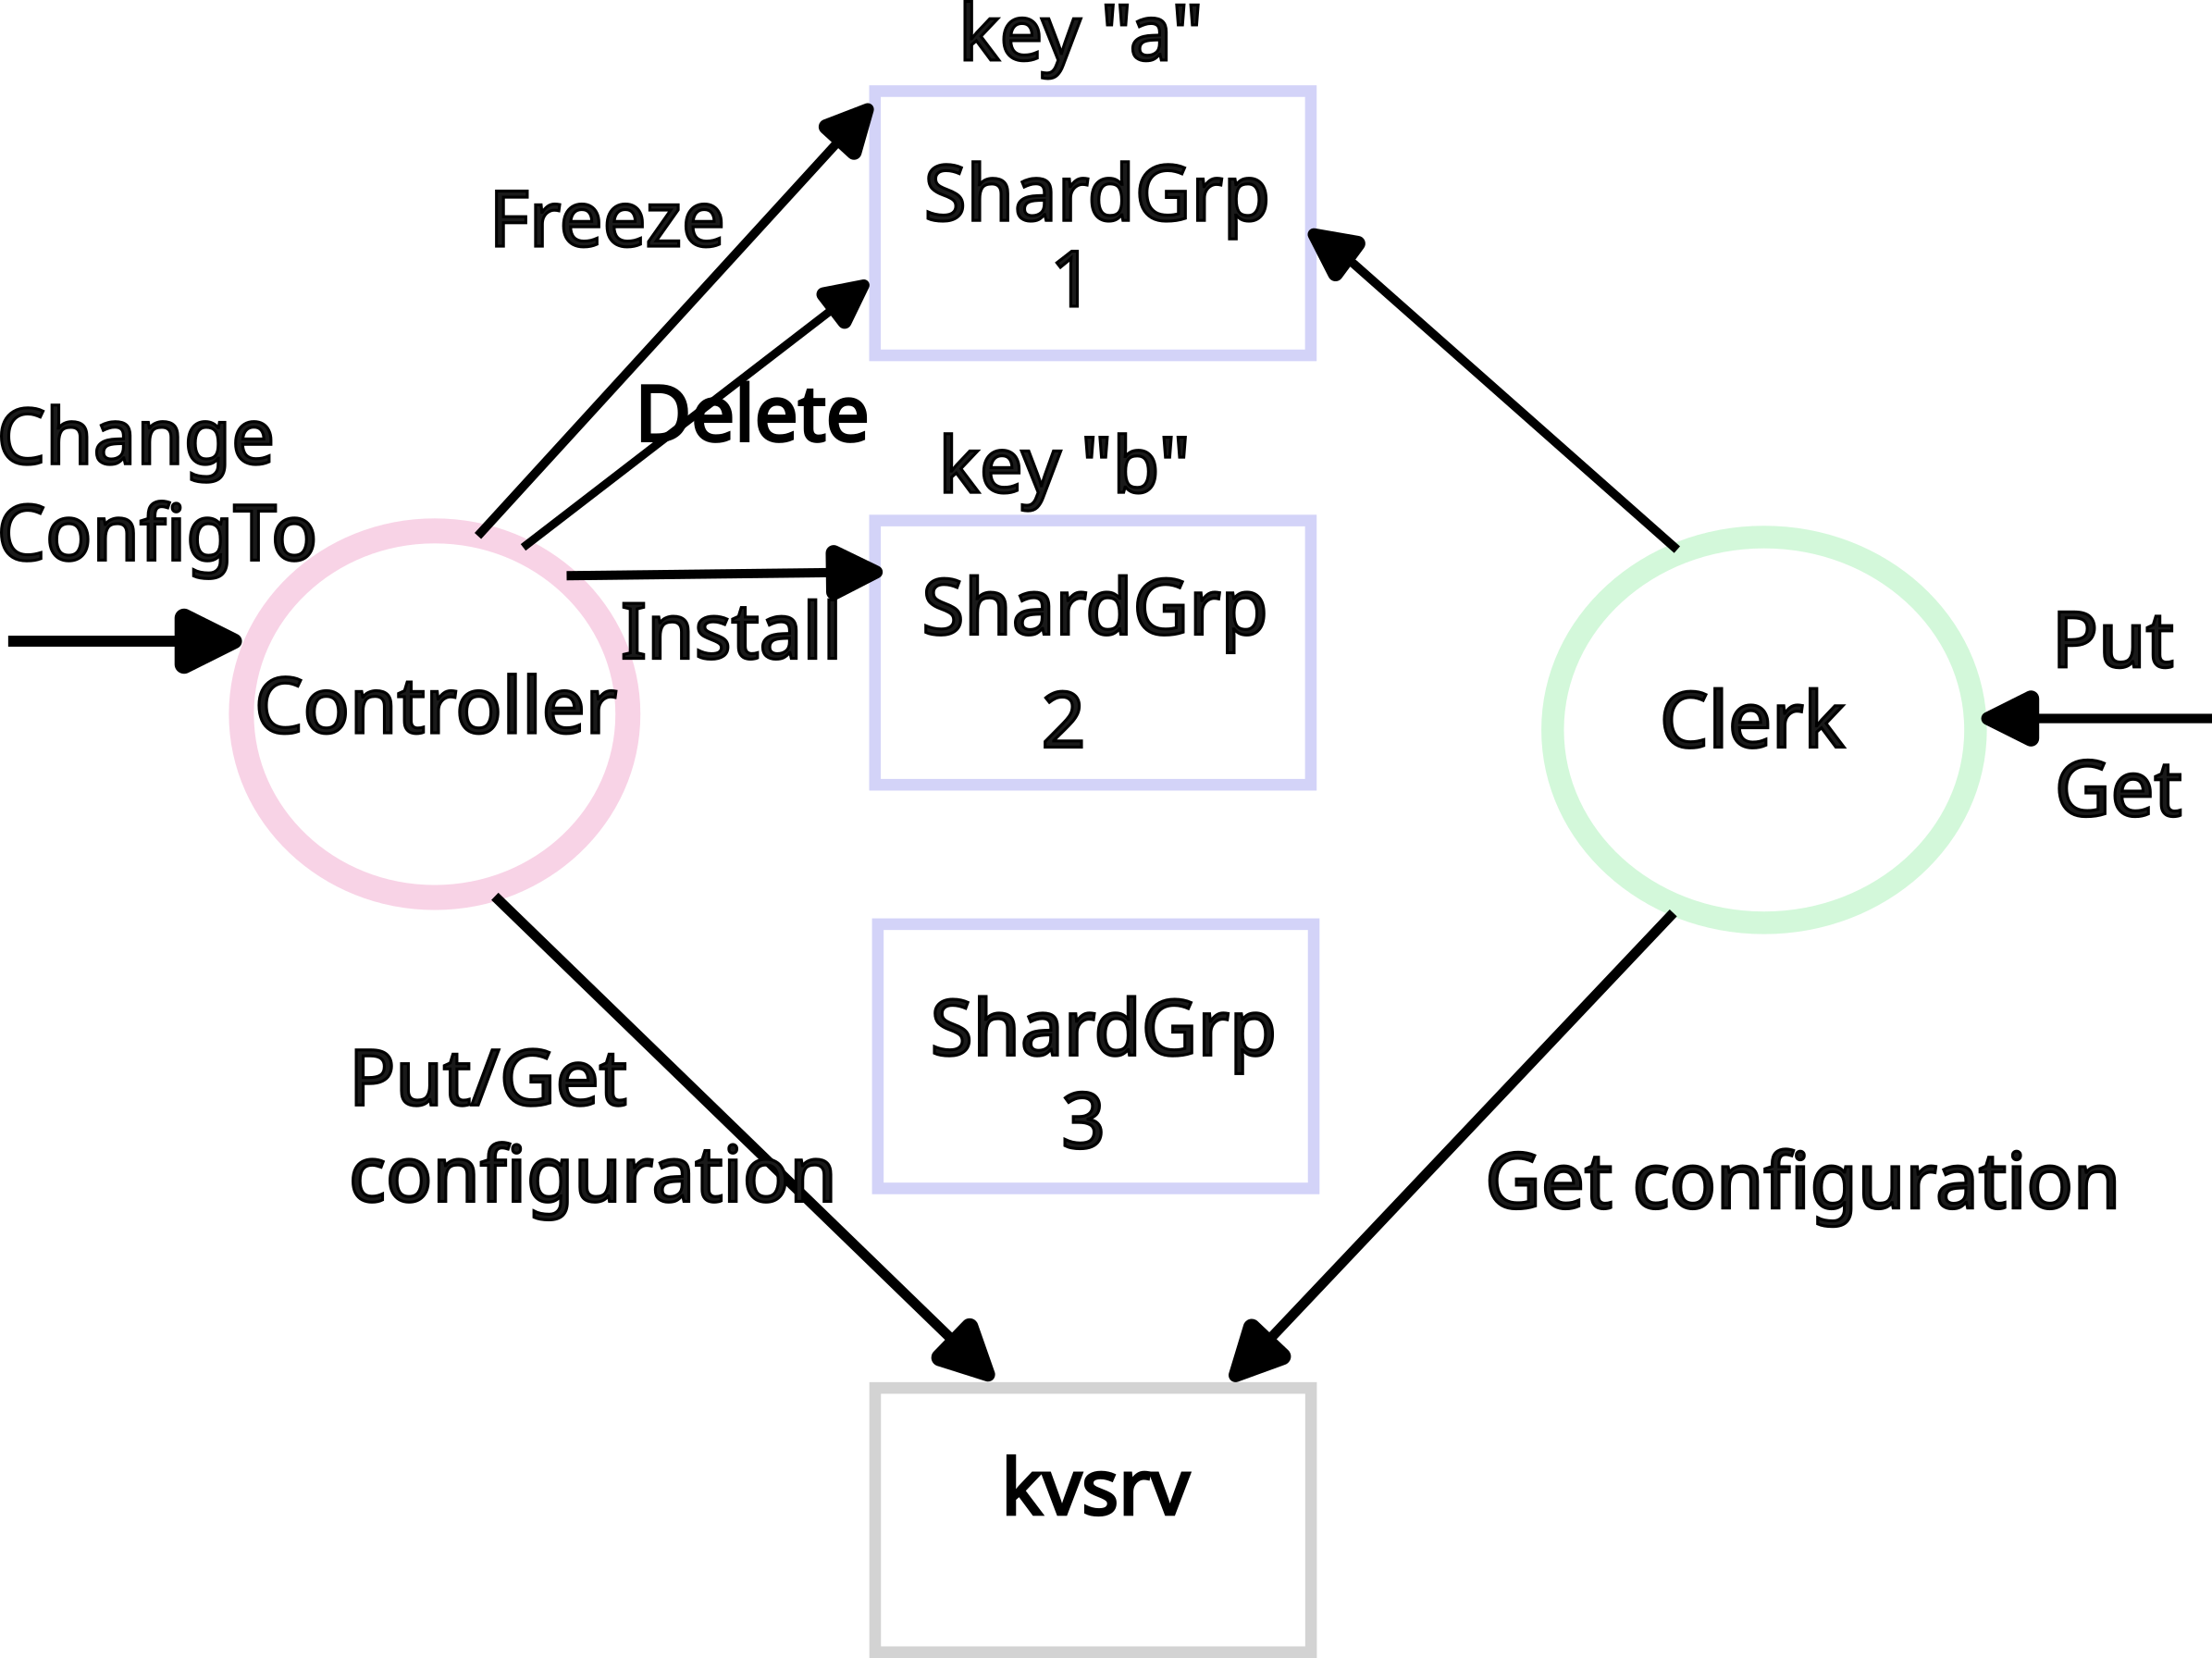 key "a"
ShardGrp
1
Freeze
Delete
Change
ConfigTo
key "b"
ShardGrp
2
Install
Controller
Clerk
Put
Get
ShardGrp
3
Put/Get
configuration
Get configuration
kvsrv